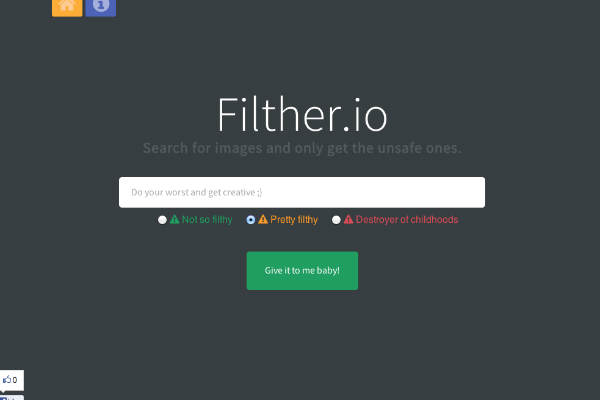 Filther.io
Search for images and only get the unsafe ones.
Do your worst and get creative ;)
Not so filthy Pretty filthy Destroyer of childhoods
Give it to me baby!
0